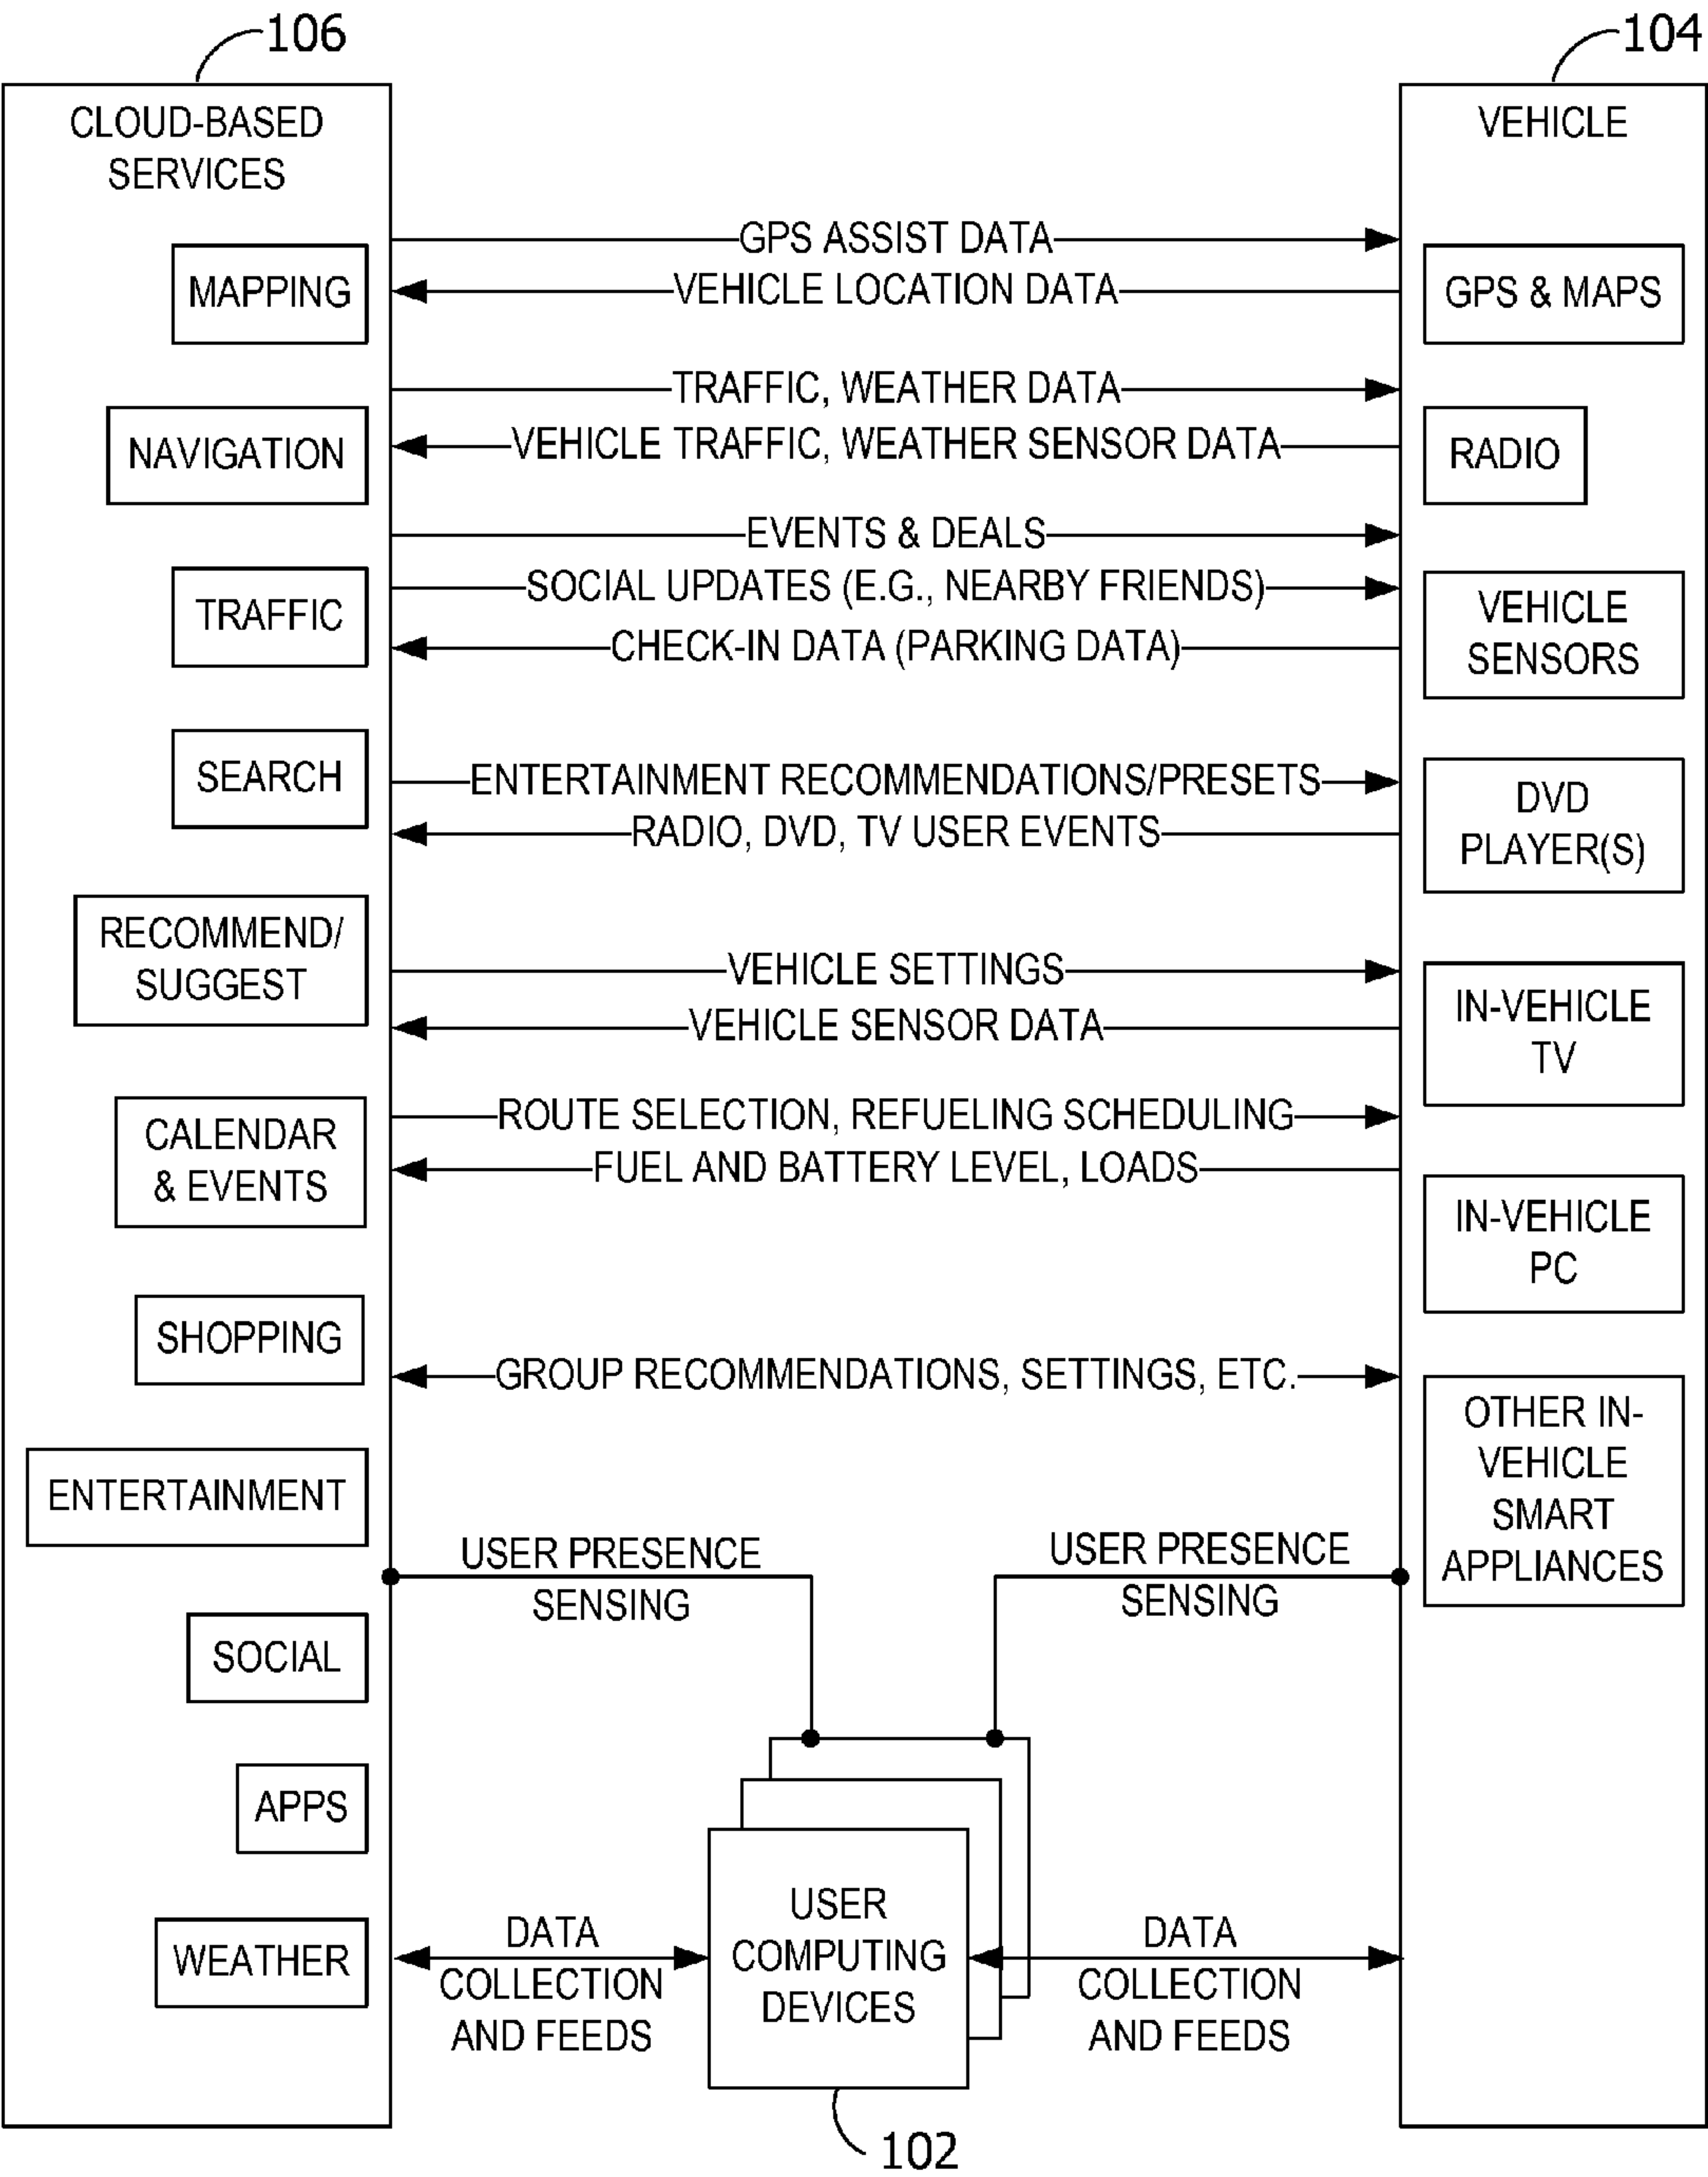 106
104
CLOUD-BASED
SERVICES
VEHICLE
GPS ASSIST DATA
MAPPING
VEHICLE LOCATION DATA
GPS & MAPS
TRAFFIC, WEATHER DATA
NAVIGATION
VEHICLE TRAFFIC, WEATHER SENSOR DATA
RADIO
EVENTS & DEALS
SOCIAL UPDATES (E.G., NEARBY FRIENDS)
TRAFFIC
VEHICLE
SENSORS
CHECK-IN DATA (PARKING DATA)
SEARCH
ENTERTAINMENT RECOMMENDATIONS/PRESETS
RADIO, DVD, TV USER EVENTS
DVD
PLAYER(S)
RECOMMEND/
SUGGEST
VEHICLE SETTINGS
VEHICLE SENSOR DATA
IN-VEHICLE
TV
CALENDAR
& EVENTS
ROUTE SELECTION, REFUELING SCHEDULING
FUEL AND BATTERY LEVEL, LOADS
IN-VEHICLE
PC
SHOPPING
GROUP RECOMMENDATIONS, SETTINGS, ETC.
OTHER IN-
VEHICLE
SMART
APPLIANCES
ENTERTAINMENT
USER PRESENCE
SENSING
USER PRESENCE
SENSING
SOCIAL
APPS
WEATHER
DATA
COLLECTION
AND FEEDS
USER
COMPUTING
DEVICES
DATA
COLLECTION
AND FEEDS
102